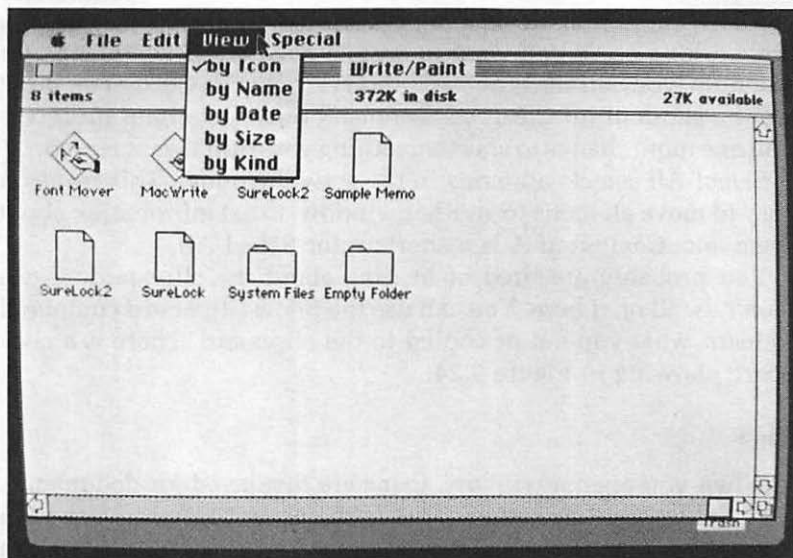 File Edit View Special
Write/Paint
8 items 372K in disk 27K available
✓by Icon
by Name
by Date
by Size
by Kind
Font Mover MacWrite SureLock2 Sample Memo
SureLock2 SureLock System Files Empty Folder
Trash